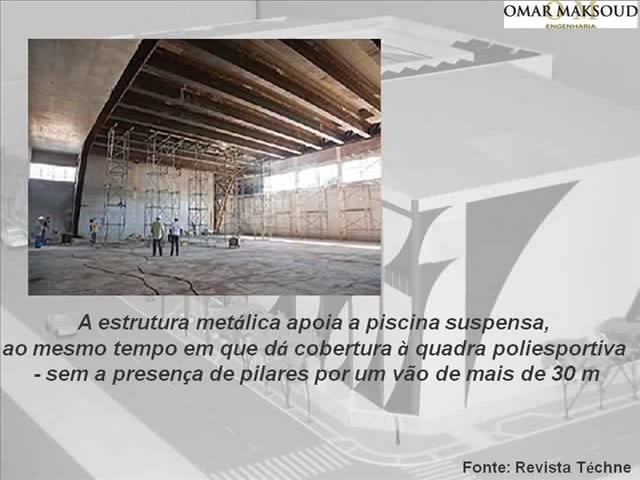 OMAR MAKSOUD
ENGENHARIA
A estrutura metálica apoia a piscina suspensa,
ao mesmo tempo em que dá cobertura à quadra poliesportiva
- sem a presença de pilares por um vão de mais de 30 m
Fonte: Revista Téchne